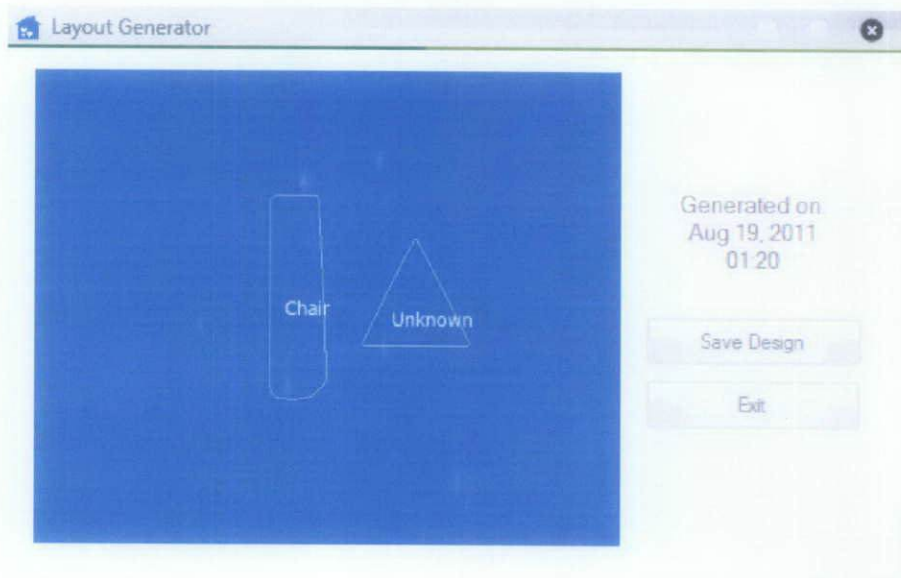 Layout Generator
Chair
Unknown
Generated on
Aug 19, 2011
01:20
Save Design
Exit